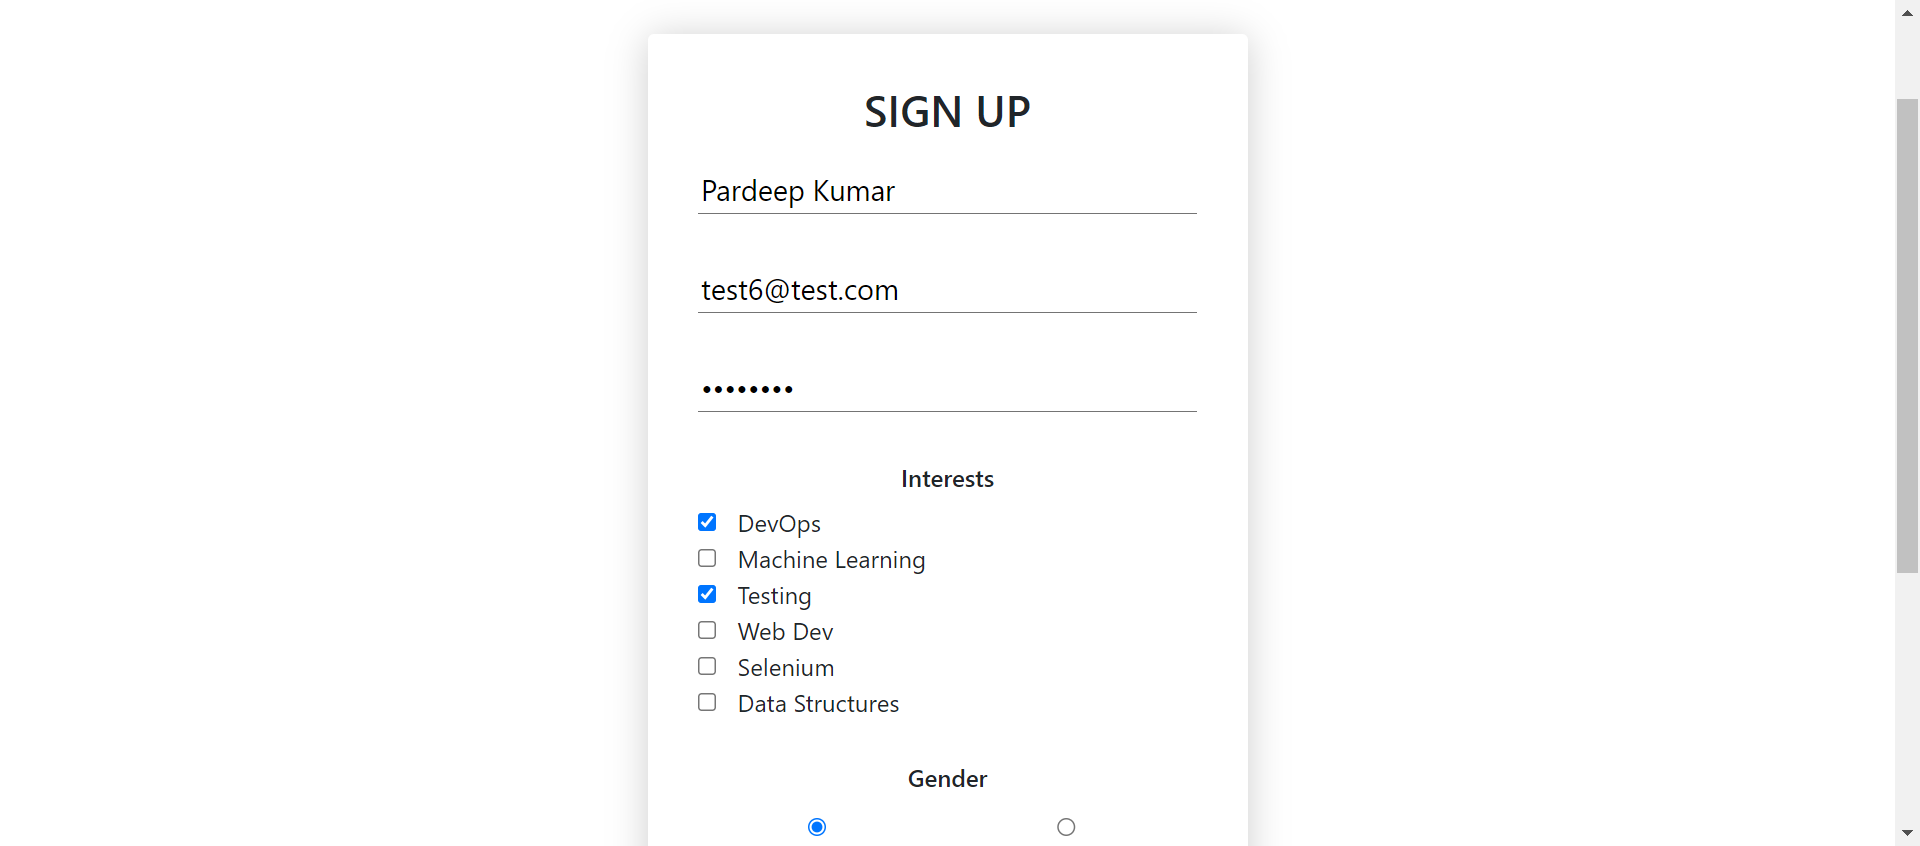 SIGN UP
Pardeep Kumar
test6@test.com
••••••••
Interests
DevOps
Machine Learning
Testing
Web Dev
Selenium
Data Structures
Gender